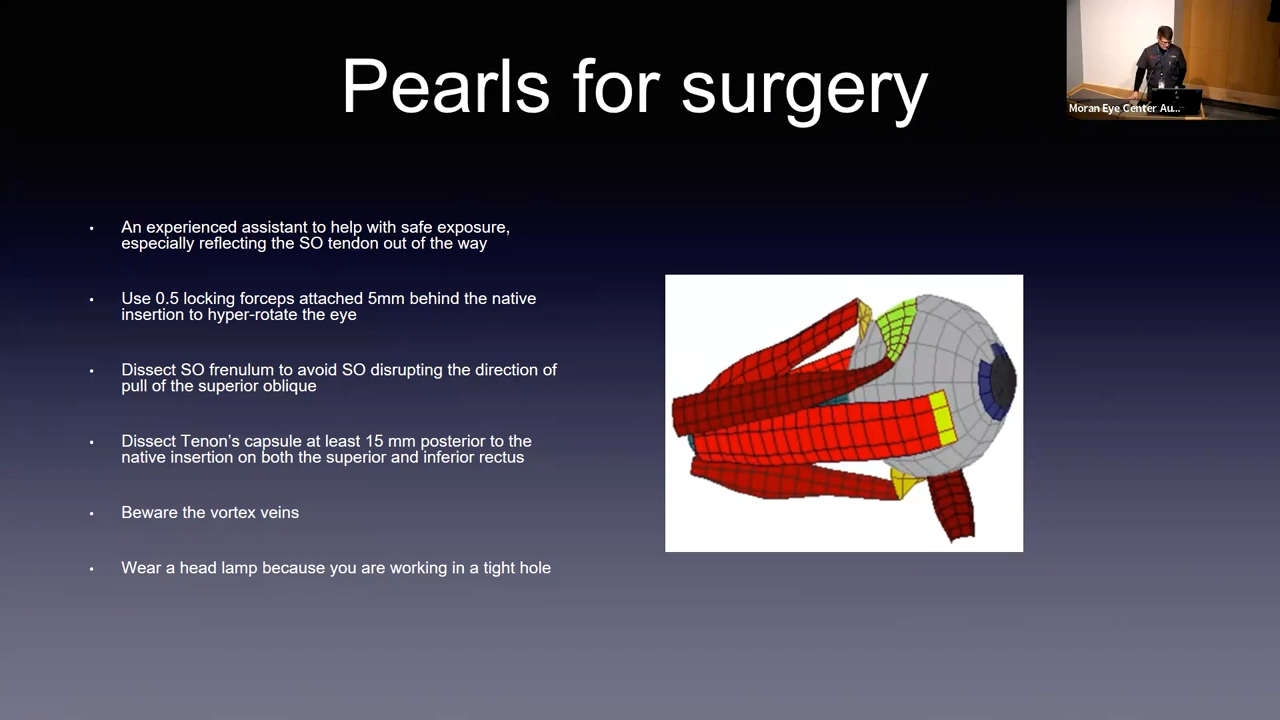 Pearls for surgery
Moran Eye Center Au...
• An experienced assistant to help with safe exposure,
especially reflecting the SO tendon out of the way
• Use 0.5 locking forceps attached 5mm behind the native
insertion to hyper-rotate the eye
• Dissect SO frenulum to avoid SO disrupting the direction of
pull of the superior oblique
• Dissect Tenon’s capsule at least 15 mm posterior to the
native insertion on both the superior and inferior rectus
• Beware the vortex veins
• Wear a head lamp because you are working in a tight hole